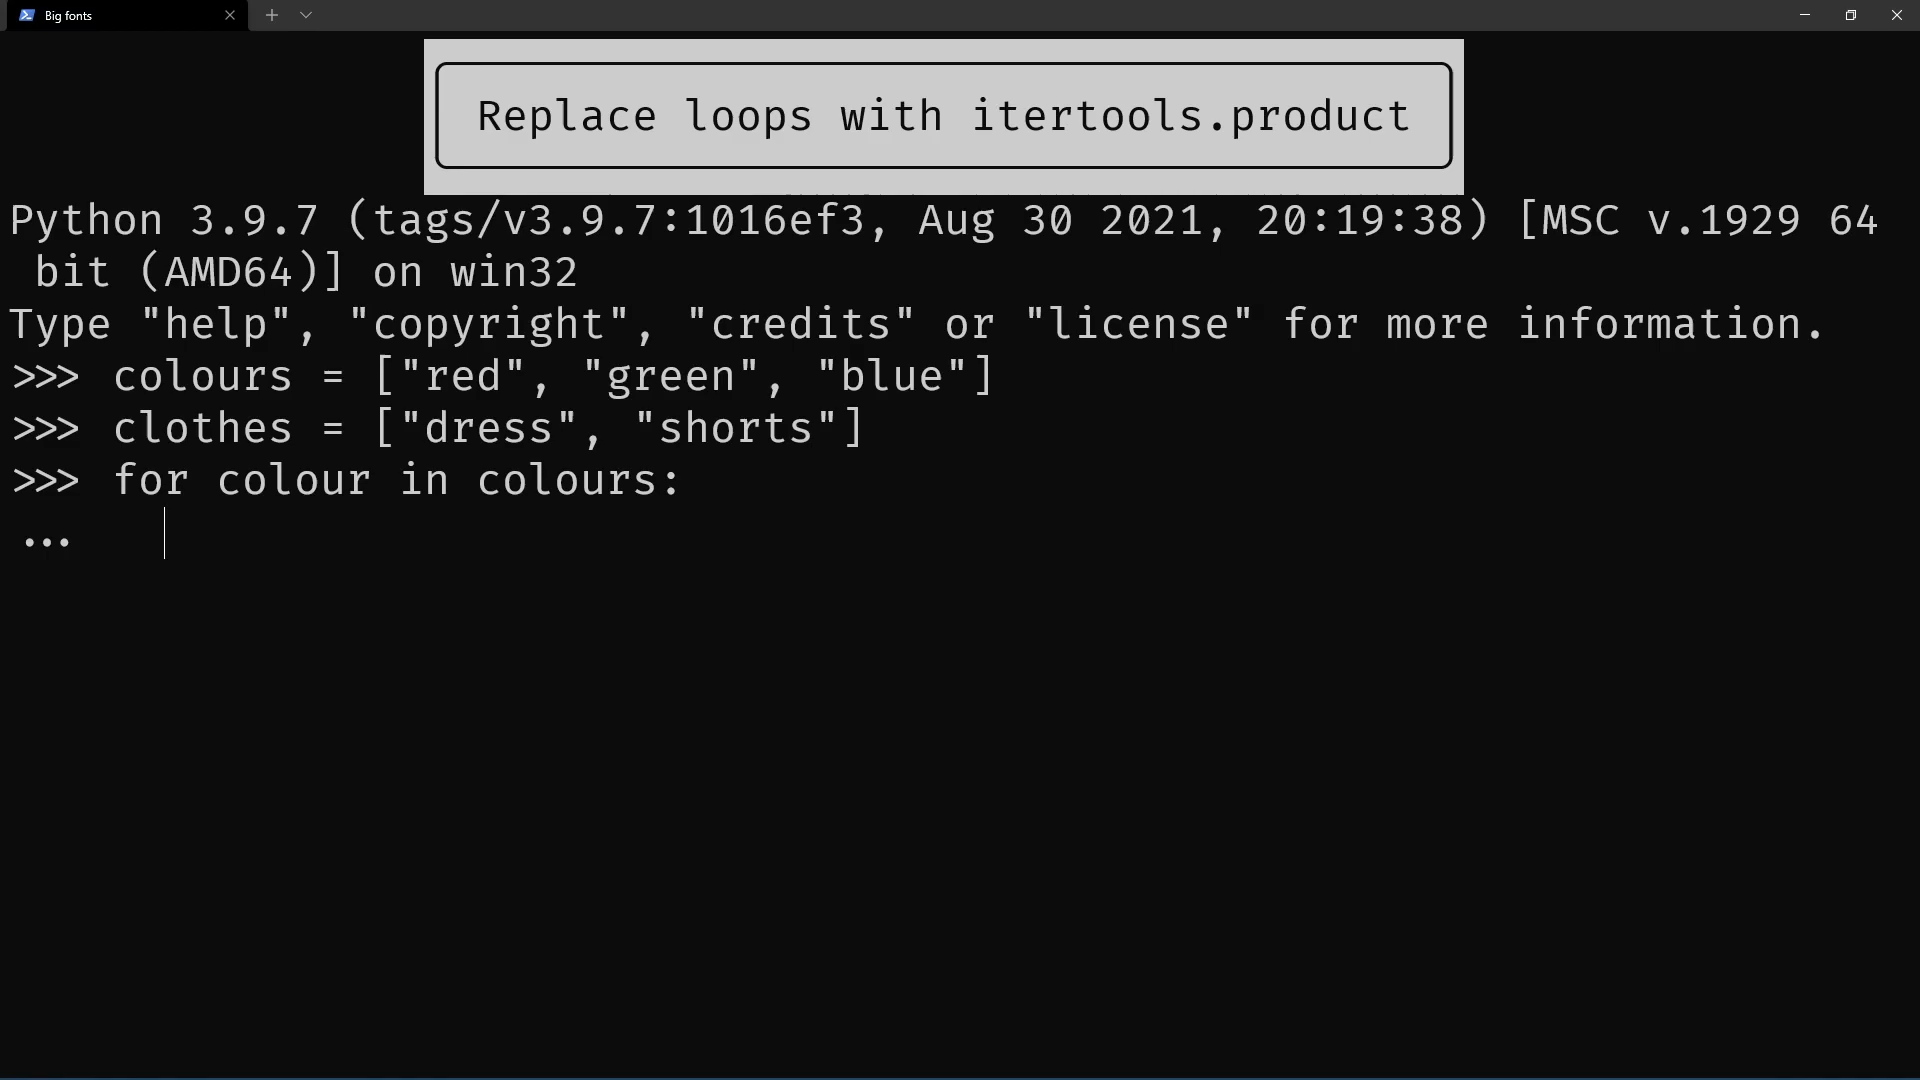 Big fonts
Replace loops with itertools.product
Python 3.9.7 (tags/v3.9.7:1016ef3, Aug 30 2021, 20:19:38) [MSC v.1929 64
bit (AMD64)] on win32
Type "help", "copyright", "credits" or "license" for more information.
>>> colours = ["red", "green", "blue"]
>>> clothes = ["dress", "shorts"]
>>> for colour in colours:
...